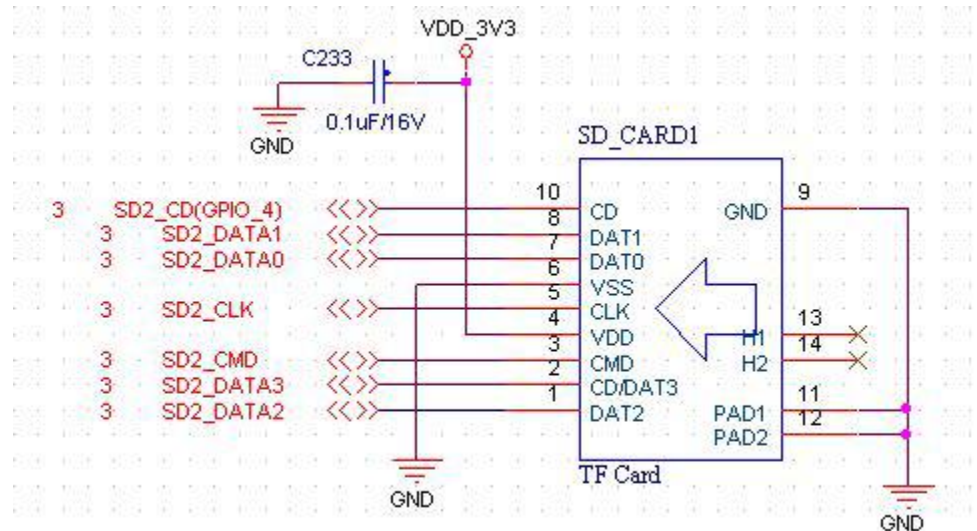 VDD_3V3
C233
0.1uF/16V
GND
SD_CARD1
3 SD2_CD(GPIO_4) 10 CD GND 9
3 SD2_DATA1 8 DAT1
3 SD2_DATA0 7 DAT0
6 VSS
3 SD2_CLK 5 CLK
4 VDD H1 13
3 SD2_CMD 3 CMD H2 14
3 SD2_DATA3 2 CD/DAT3
3 SD2_DATA2 1 DAT2 PAD1 11
PAD2 12
TF Card
GND
GND